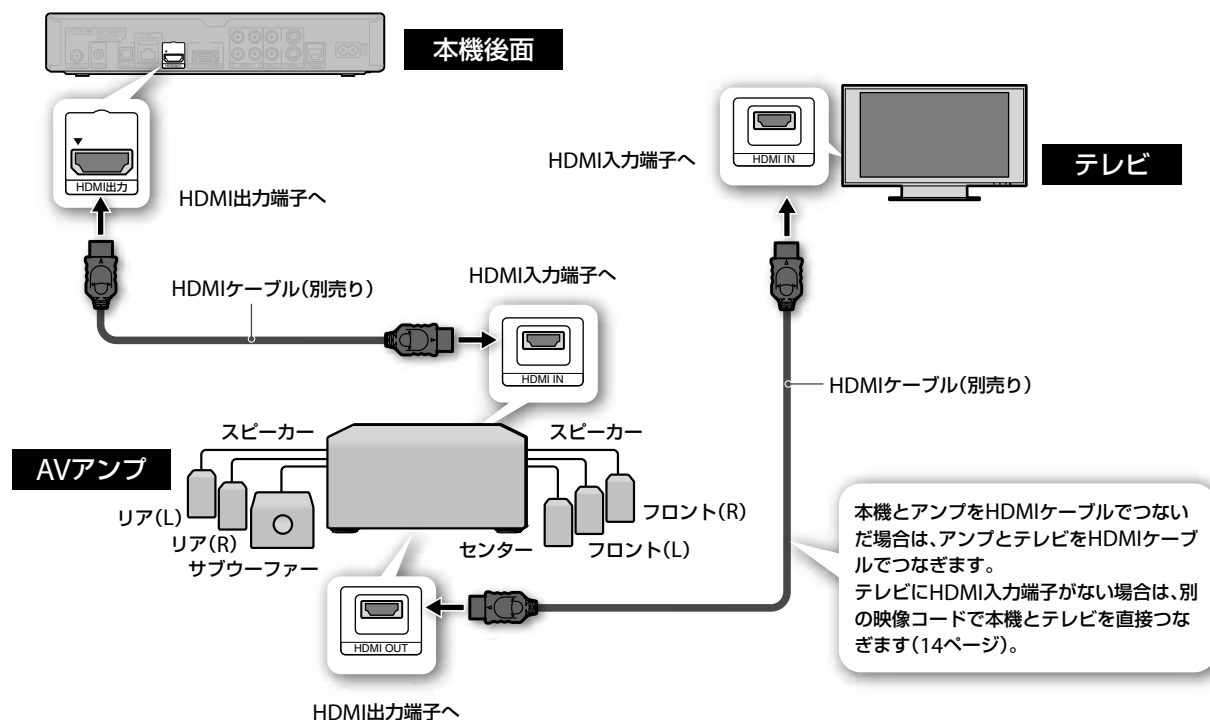 本機後面
HDMI出力
HDMI出力端子へ
HDMI入力端子へ
HDMI IN
テレビ
HDMIケーブル(別売り)
HDMI入力端子へ
HDMI IN
HDMIケーブル(別売り)
AVアンプ
スピーカー
スピーカー
リア(L)
リア(R)
サブウーファー
センター
フロント(L)
フロント(R)
HDMI OUT
HDMI出力端子へ
本機とアンプをHDMIケーブルでつない
だ場合は、アンプとテレビをHDMIケーブ
ルでつなぎます。
テレビにHDMI入力端子がない場合は、別
の映像コードで本機とテレビを直接つな
ぎます(14ページ)。